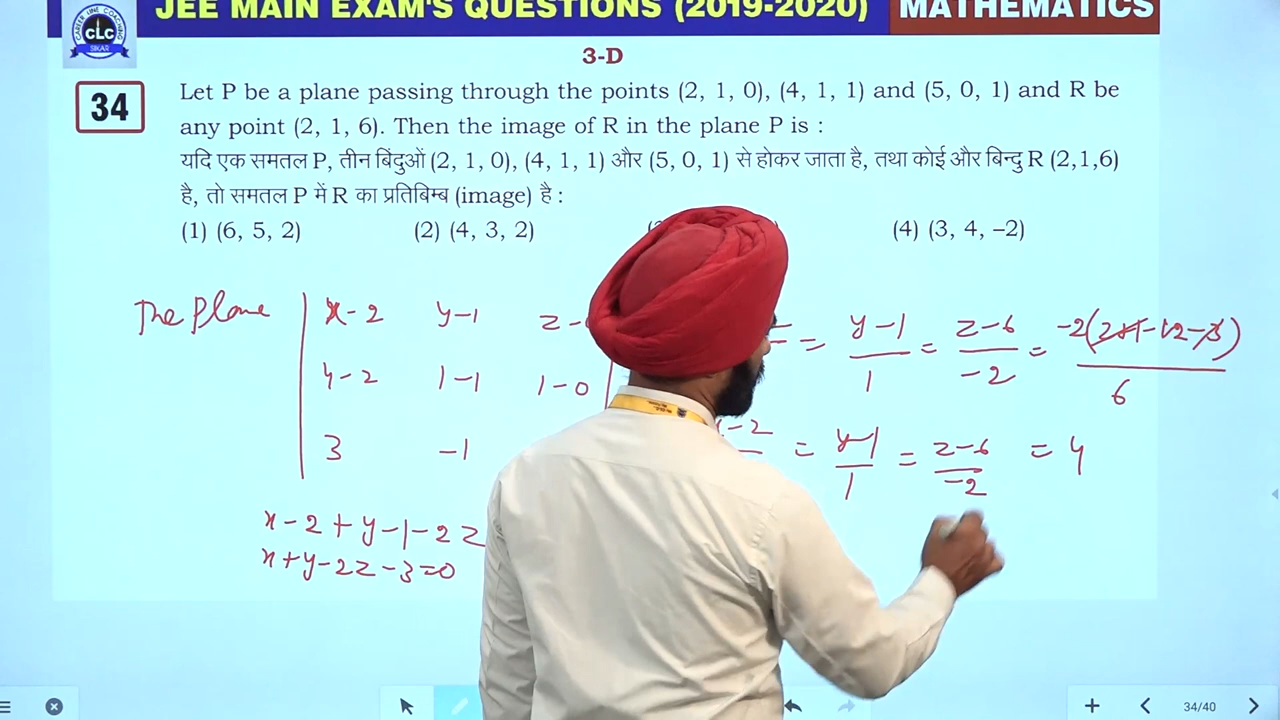 JEE MAIN EXAM'S QUESTIONS (2019-2020) MATHEMATICS
CAREER LINE COACHING
CLC
SIKAR
3-D
34
Let P be a plane passing through the points (2, 1, 0), (4, 1, 1) and (5, 0, 1) and R be
any point (2, 1, 6). Then the image of R in the plane P is :
यदि एक समतल P, तीन बिंदुओं (2, 1, 0), (4, 1, 1) और (5, 0, 1) से होकर जाता है, तथा कोई और बिन्दु R (2,1,6)
है, तो समतल P में R का प्रतिबिम्ब (image) है :
(1) (6, 5, 2) (2) (4, 3, 2) (4) (3, 4, –2)
The Plane x-2 y-1 z-
4-2 1-1 1-0
3 -1
= y-1/1 = z-6/-2 = -2(2+1-12-3)/6
-2 = y-1/1 = z-6/-2 = 4
x-2+y-1-2z
x+y-2z-3=0
34/40